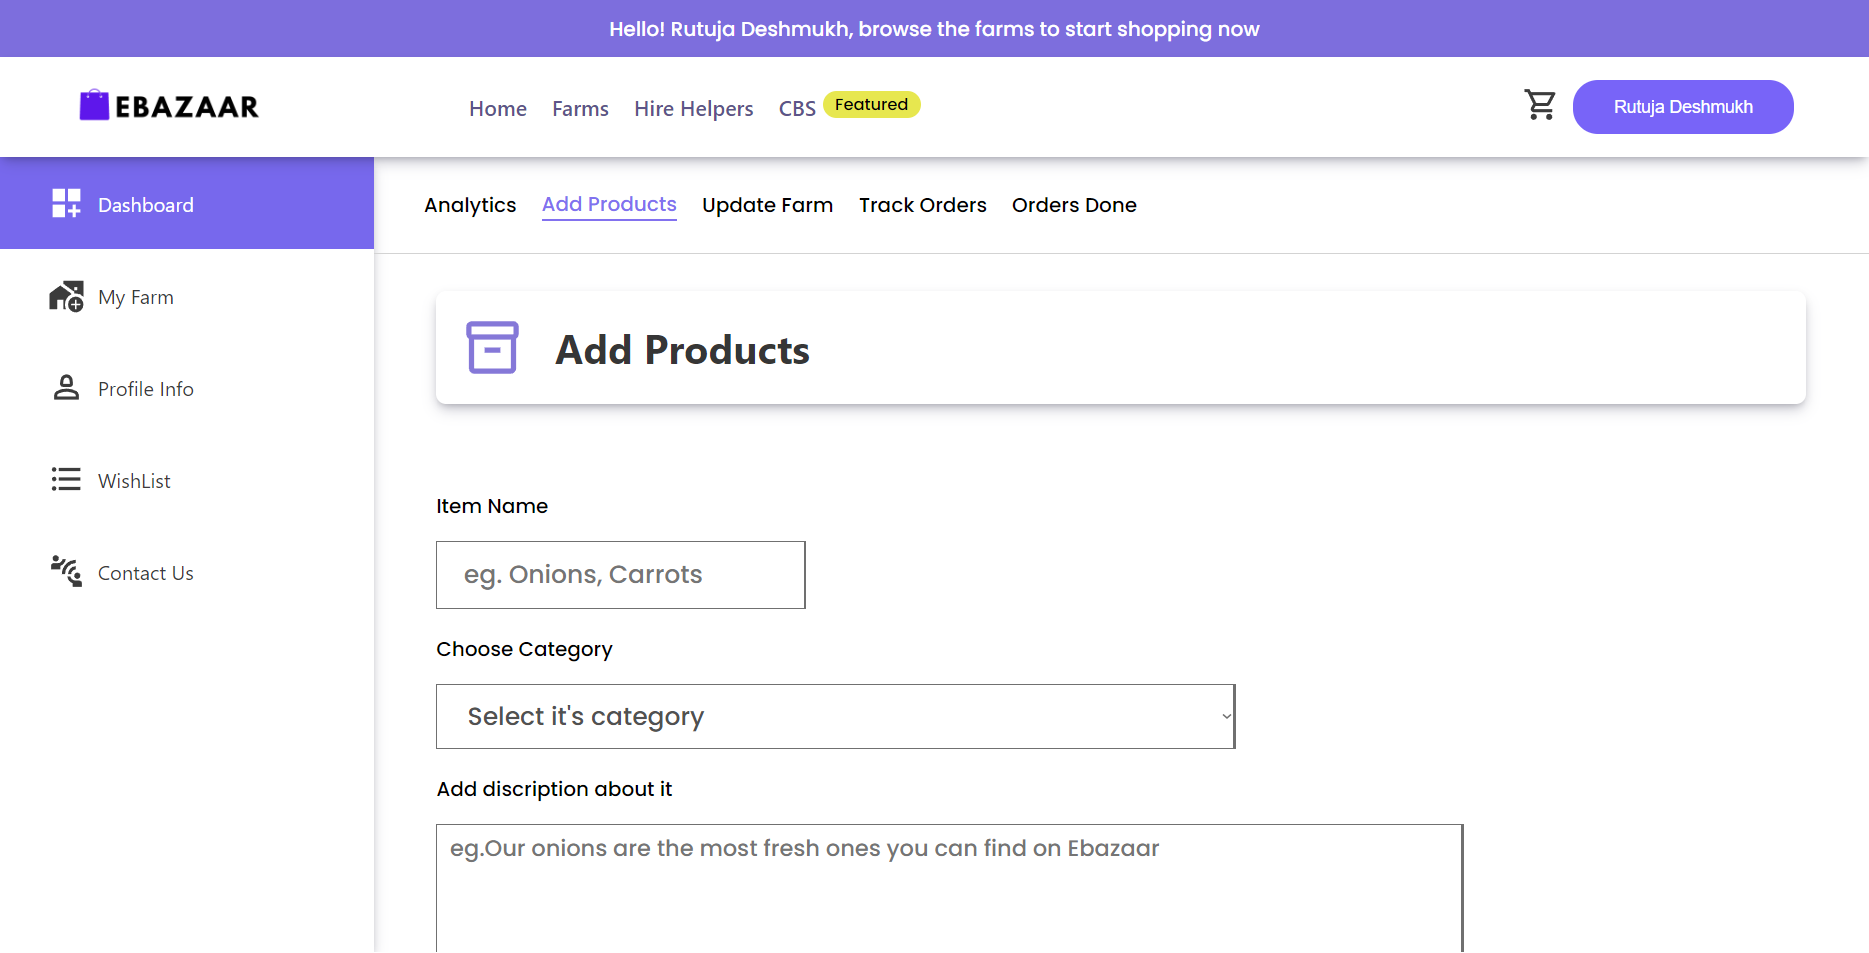 Hello! Rutuja Deshmukh, browse the farms to start shopping now
EBAZAAR
Home Farms Hire Helpers CBS Featured
Rutuja Deshmukh
Dashboard
My Farm
Profile Info
WishList
Contact Us
Analytics Add Products Update Farm Track Orders Orders Done
Add Products
Item Name
eg. Onions, Carrots
Choose Category
Select it's category
Add discription about it
eg.Our onions are the most fresh ones you can find on Ebazaar